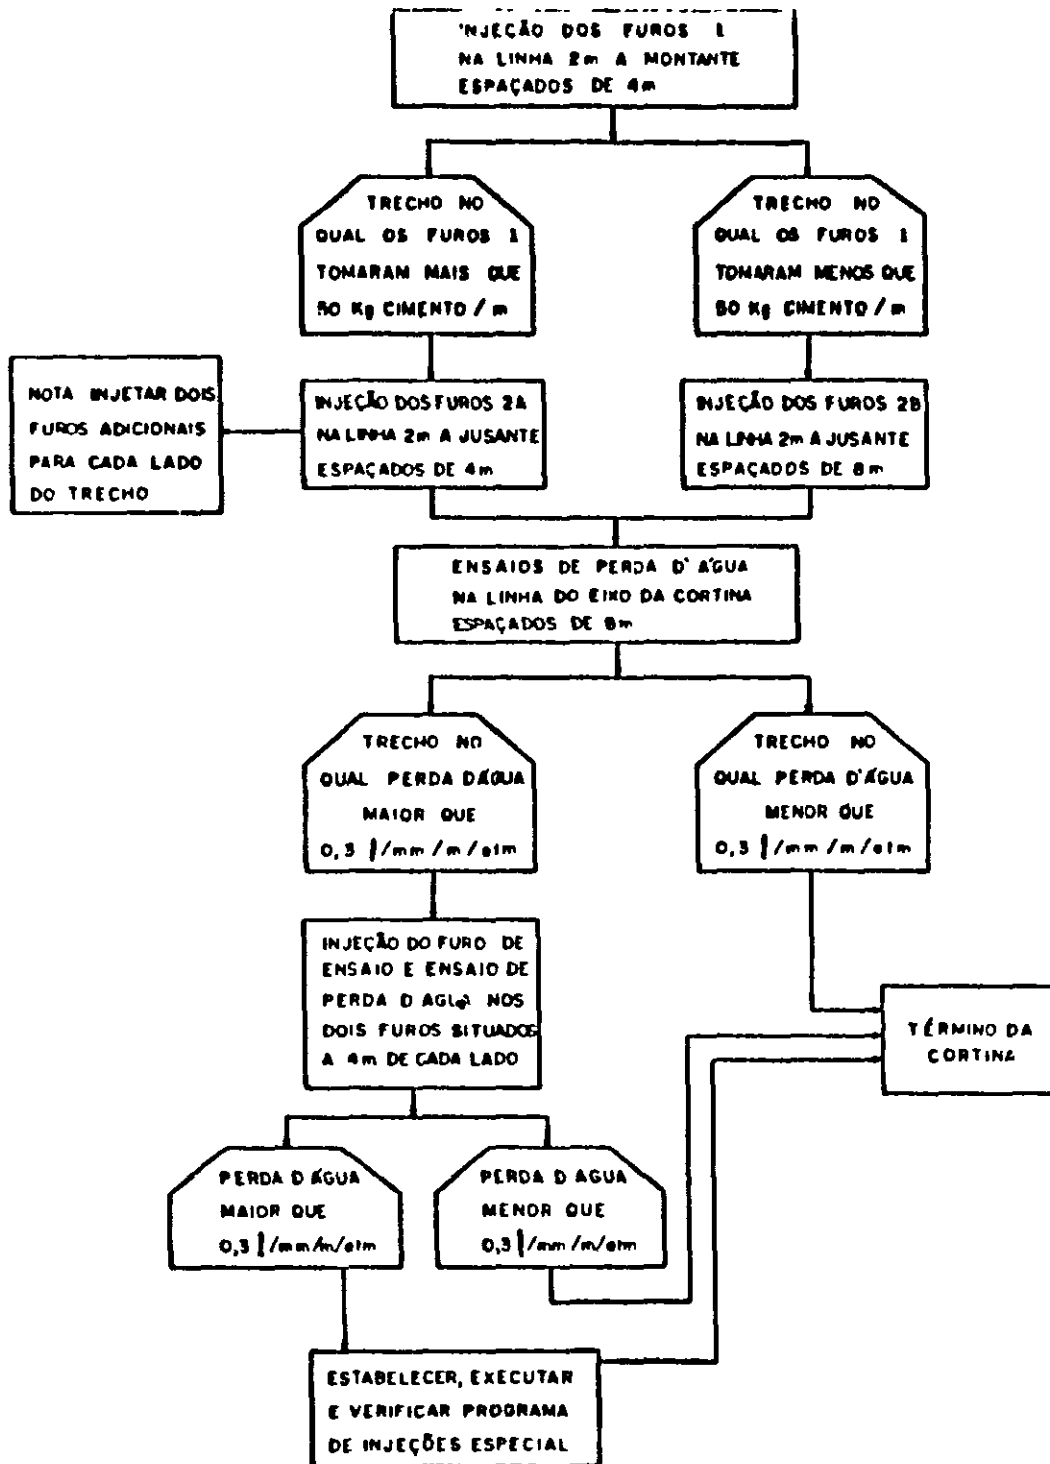 INJEÇÃO DOS FUROS 1
NA LINHA 2m A MONTANTE
ESPAÇADOS DE 4m
TRECHO NO
QUAL OS FUROS 1
TOMARAM MAIS QUE
50 Kg CIMENTO / m
TRECHO NO
QUAL OS FUROS 1
TOMARAM MENOS QUE
50 Kg CIMENTO / m
NOTA INJETAR DOIS
FUROS ADICIONAIS
PARA CADA LADO
DO TRECHO
INJEÇÃO DOS FUROS 2A
NA LINHA 2m A JUSANTE
ESPAÇADOS DE 4m
INJEÇÃO DOS FUROS 2B
NA LINHA 2m A JUSANTE
ESPAÇADOS DE 8m
ENSAIOS DE PERDA D'ÁGUA
NA LINHA DO EIXO DA CORTINA
ESPAÇADOS DE 8m
TRECHO NO
QUAL PERDA DÁGUA
MAIOR QUE
0,3 l/mm/m/atm
TRECHO NO
QUAL PERDA D'ÁGUA
MENOR QUE
0,3 l/mm/m/atm
INJEÇÃO DO FURO DE
ENSAIO E ENSAIO DE
PERDA D AGUA NOS
DOIS FUROS SITUADOS
A 4m DE CADA LADO
TÉRMINO DA
CORTINA
PERDA D ÁGUA
MAIOR QUE
0,3 l/mm/m/atm
PERDA D AGUA
MENOR QUE
0,3 l/mm/m/atm
ESTABELECER, EXECUTAR
E VERIFICAR PROGRAMA
DE INJEÇÕES ESPECIAL